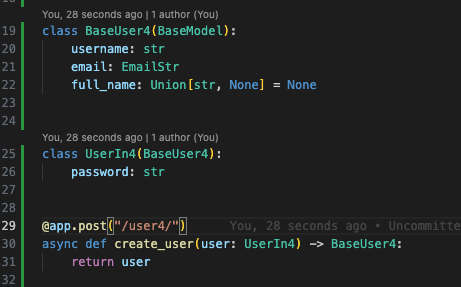 18
You, 28 seconds ago | 1 author (You)
19 class BaseUser4(BaseModel):
20     username: str
21     email: EmailStr
22     full_name: Union[str, None] = None
23
24
You, 28 seconds ago | 1 author (You)
25 class UserIn4(BaseUser4):
26     password: str
27
28
29 @app.post("/user4/") You, 28 seconds ago • Uncommitte
30 async def create_user(user: UserIn4) -> BaseUser4:
31     return user
32